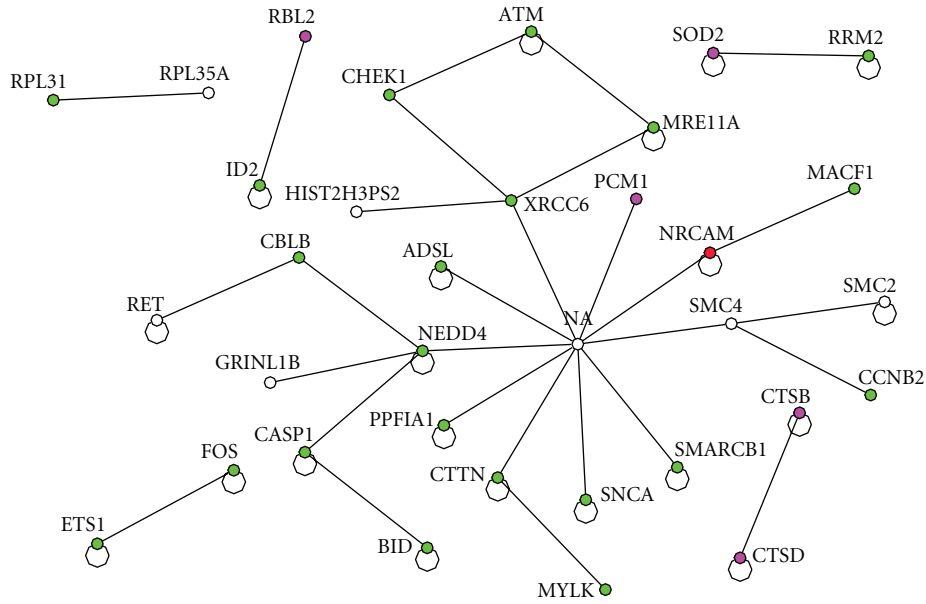 RBL2
ATM
SOD2
RRM2
RPL31
RPL35A
CHEK1
MRE11A
ID2
HIST2H3PS2
XRCC6
PCM1
MACF1
CBLB
ADSL
NRCAM
RET
NEDD4
NA
SMC4
SMC2
GRINL1B
CCNB2
CTSB
PPFIA1
FOS
CASP1
CTTN
SMARCB1
SNCA
ETS1
BID
CTSD
MYLK